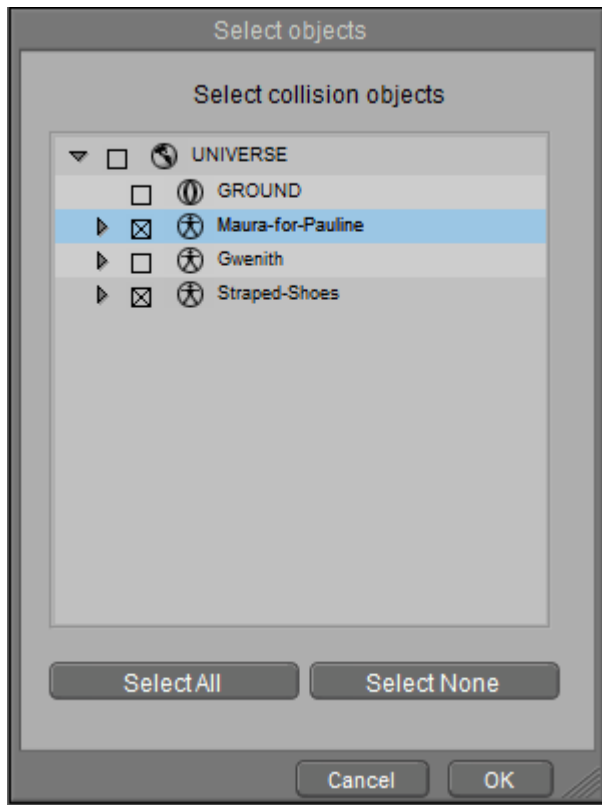 Select objects
Select collision objects
UNIVERSE
GROUND
Maura-for-Pauline
Gwenith
Straped-Shoes
Select All
Select None
Cancel
OK